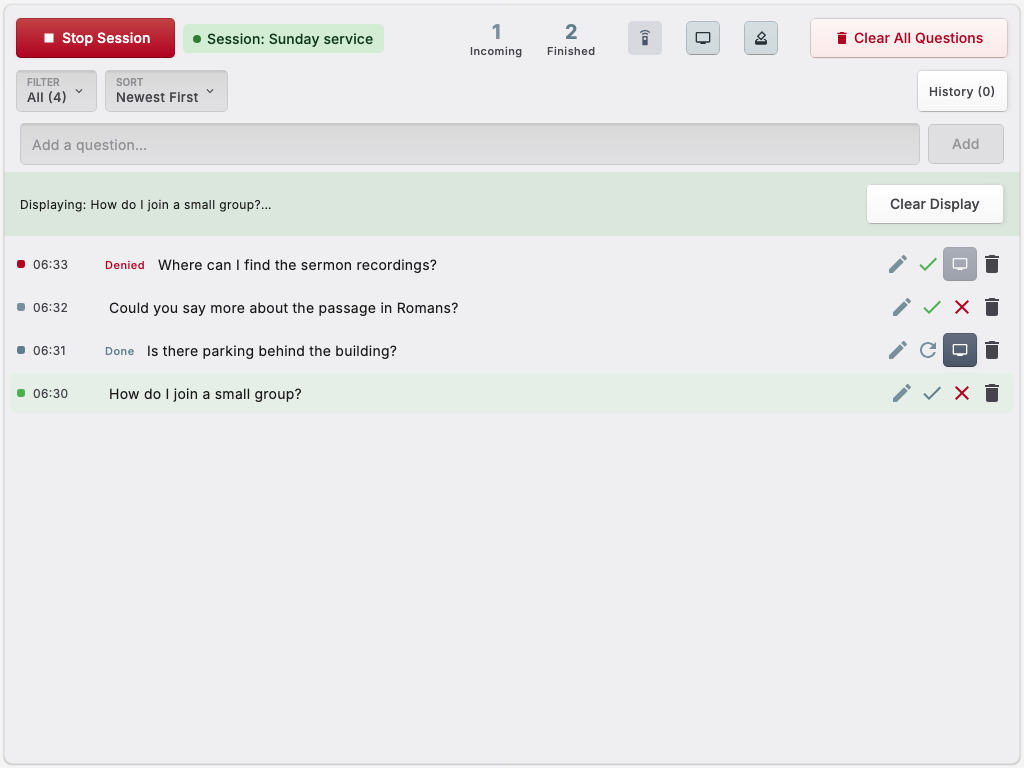 Stop Session
Session: Sunday service
1
Incoming
2
Finished
Clear All Questions
FILTER
All (4)
SORT
Newest First
History (0)
Add a question...
Add
Displaying: How do I join a small group?...
Clear Display
06:33 Denied Where can I find the sermon recordings?
06:32 Could you say more about the passage in Romans?
06:31 Done Is there parking behind the building?
06:30 How do I join a small group?